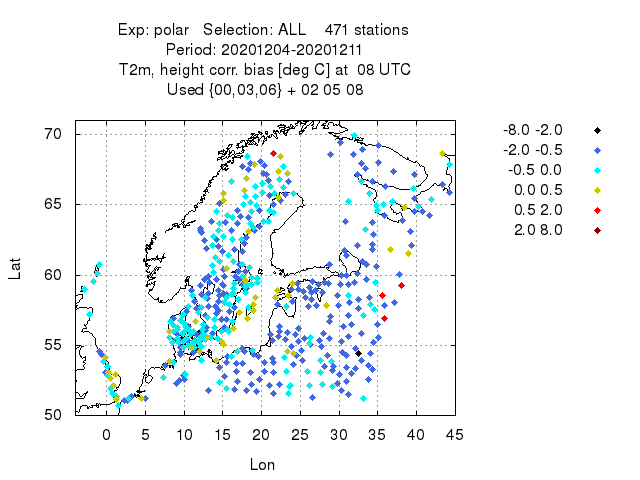 Exp: polar Selection: ALL 471 stations
Period: 20201204-20201211
T2m, height corr. bias [deg C] at 08 UTC
Used {00,03,06} + 02 05 08
70
65
60
55
50
Lat
0 5 10 15 20 25 30 35 40 45
Lon
-8.0 -2.0
-2.0 -0.5
-0.5 0.0
0.0 0.5
0.5 2.0
2.0 8.0